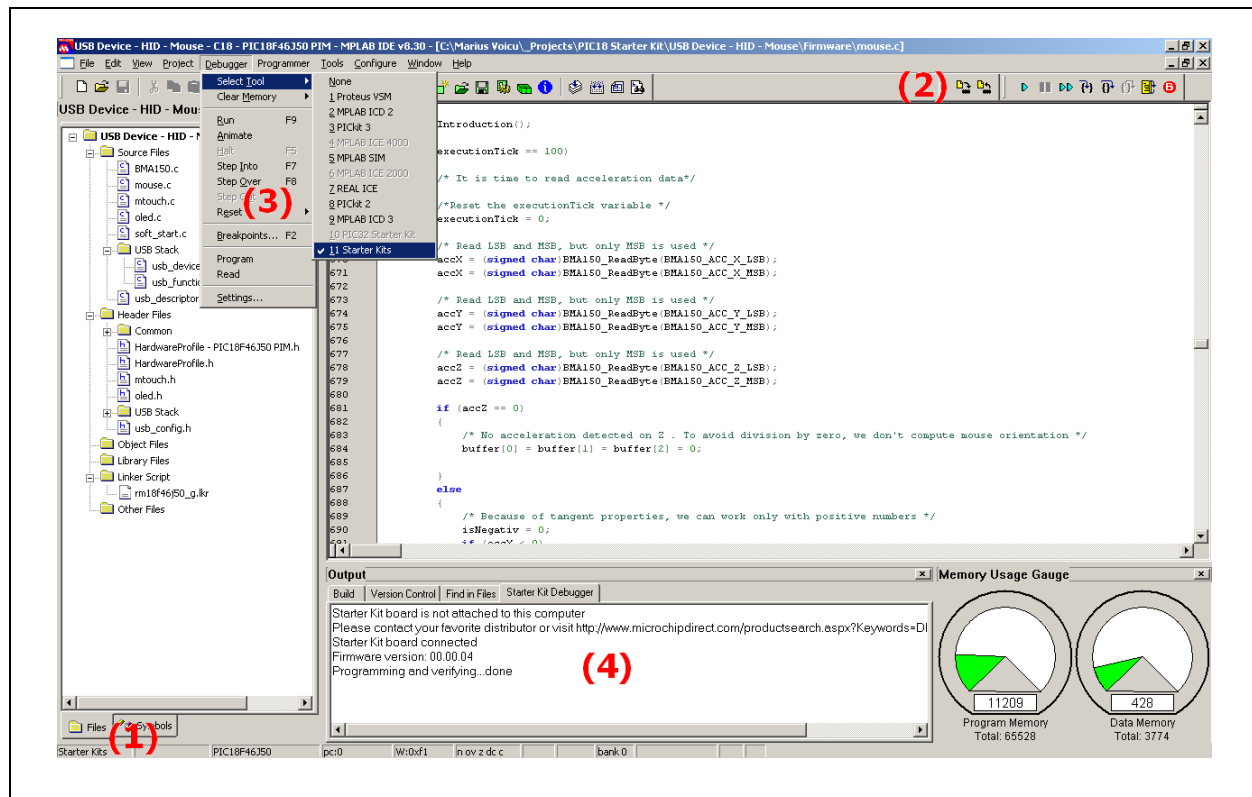 USB Device - HID - Mouse - C18 - PIC18F46J50 PIM - MPLAB IDE v8.30 - [C:\Marius Voicu\_Projects\PIC18 Starter Kit\USB Device - HID - Mouse\Firmware\mouse.c]
File Edit View Project Debugger Programmer Tools Configure Window Help
(2)
USB Device - HID - Mou
USB Device - HID -
Source Files
BMA150.c
mouse.c
mtouch.c
oled.c
soft_start.c
USB Stack
usb_device
usb_functi
usb_descriptor
Header Files
Common
HardwareProfile - PIC18F46J50 PIM.h
HardwareProfile.h
mtouch.h
oled.h
USB Stack
usb_config.h
Object Files
Library Files
Linker Script
rm18f46j50_g.lkr
Other Files
Files
Symbols
(1)
Select Tool
Clear Memory
Run F9
Animate
Halt F5
Step Into F7
Step Over F8
Step
Reset
(3)
Breakpoints... F2
Program
Read
Settings...
None
1 Proteus VSM
2 MPLAB ICD 2
3 PICkit 3
4 MPLAB ICE 4000
5 MPLAB SIM
6 MPLAB ICE 2000
7 REAL ICE
8 PICkit 2
9 MPLAB ICD 3
10 PIC32 Starter Kit
11 Starter Kits
Introduction();
executionTick == 100)
/* It is time to read acceleration data*/
/*Reset the executionTick variable */
executionTick = 0;
/* Read LSB and MSB, but only MSB is used */
670 accX = (signed char)BMA150_ReadByte(BMA150_ACC_X_LSB);
671 accX = (signed char)BMA150_ReadByte(BMA150_ACC_X_MSB);
672
673 /* Read LSB and MSB, but only MSB is used */
674 accY = (signed char)BMA150_ReadByte(BMA150_ACC_Y_LSB);
675 accY = (signed char)BMA150_ReadByte(BMA150_ACC_Y_MSB);
676
677 /* Read LSB and MSB, but only MSB is used */
678 accZ = (signed char)BMA150_ReadByte(BMA150_ACC_Z_LSB);
679 accZ = (signed char)BMA150_ReadByte(BMA150_ACC_Z_MSB);
680
681 if (accZ == 0)
682 {
683 /* No acceleration detected on Z . To avoid division by zero, we don't compute mouse orientation */
684 buffer[0] = buffer[1] = buffer[2] = 0;
685
686 }
687 else
688 {
689 /* Because of tangent properties, we can work only with positive numbers */
690 isNegativ = 0;
691 if (accY < 0)
Output
Build Version Control Find in Files Starter Kit Debugger
Starter Kit board is not attached to this computer
Please contact your favorite distributor or visit http://www.microchipdirect.com/productsearch.aspx?Keywords=DI
Starter Kit board connected
Firmware version: 00.00.04
Programming and verifying...done
(4)
Memory Usage Gauge
11209
Program Memory
Total: 65528
428
Data Memory
Total: 3774
Starter Kits PIC18F46J50 pc:0 W:0xf1 n ov z dc c bank 0